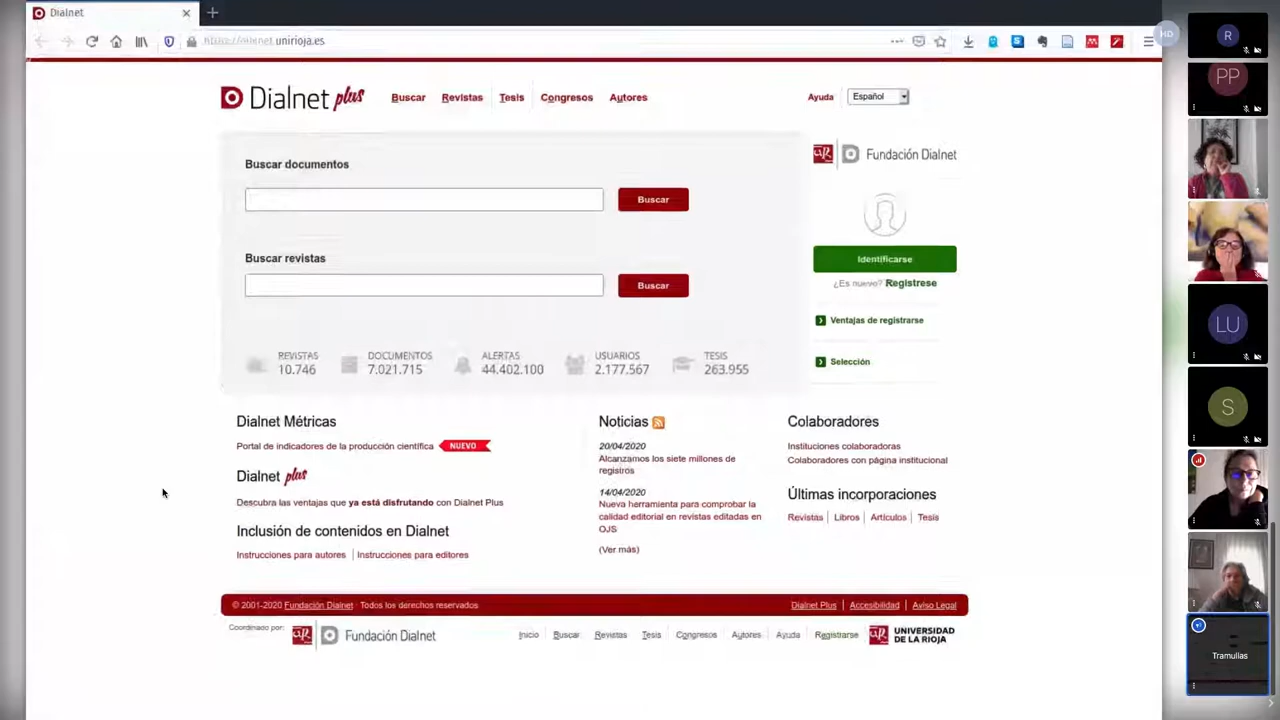 Dialnet
unirioja.es
HD
Dialnet plus
Buscar Revistas Tesis Congresos Autores
Ayuda Español
Buscar documentos
Buscar
Buscar revistas
Buscar
REVISTAS
10.746
DOCUMENTOS
7.021.715
ALERTAS
44.402.100
USUARIOS
2.177.567
TESIS
263.955
Fundación Dialnet
Identificarse
¿Es nuevo? Regístrese
Ventajas de registrarse
Selección
Dialnet Métricas
Portal de indicadores de la producción científica NUEVO
Dialnet plus
Descubra las ventajas que ya está disfrutando con Dialnet Plus
Inclusión de contenidos en Dialnet
Instrucciones para autores | Instrucciones para editores
Noticias
20/04/2020
Alcanzamos los siete millones de
registros
14/04/2020
Nueva herramienta para comprobar la
calidad editorial en revistas editadas en
OJS
(Ver más)
Colaboradores
Instituciones colaboradoras
Colaboradores con página institucional
Últimas incorporaciones
Revistas | Libros | Artículos | Tesis
© 2001-2020 Fundación Dialnet · Todos los derechos reservados
Dialnet Plus | Accesibilidad | Aviso Legal
Coordinado por:
Fundación Dialnet
Inicio Buscar Revistas Tesis Congresos Autores Ayuda Registrarse
UNIVERSIDAD
DE LA RIOJA
R
PP
LU
S
Tramullas